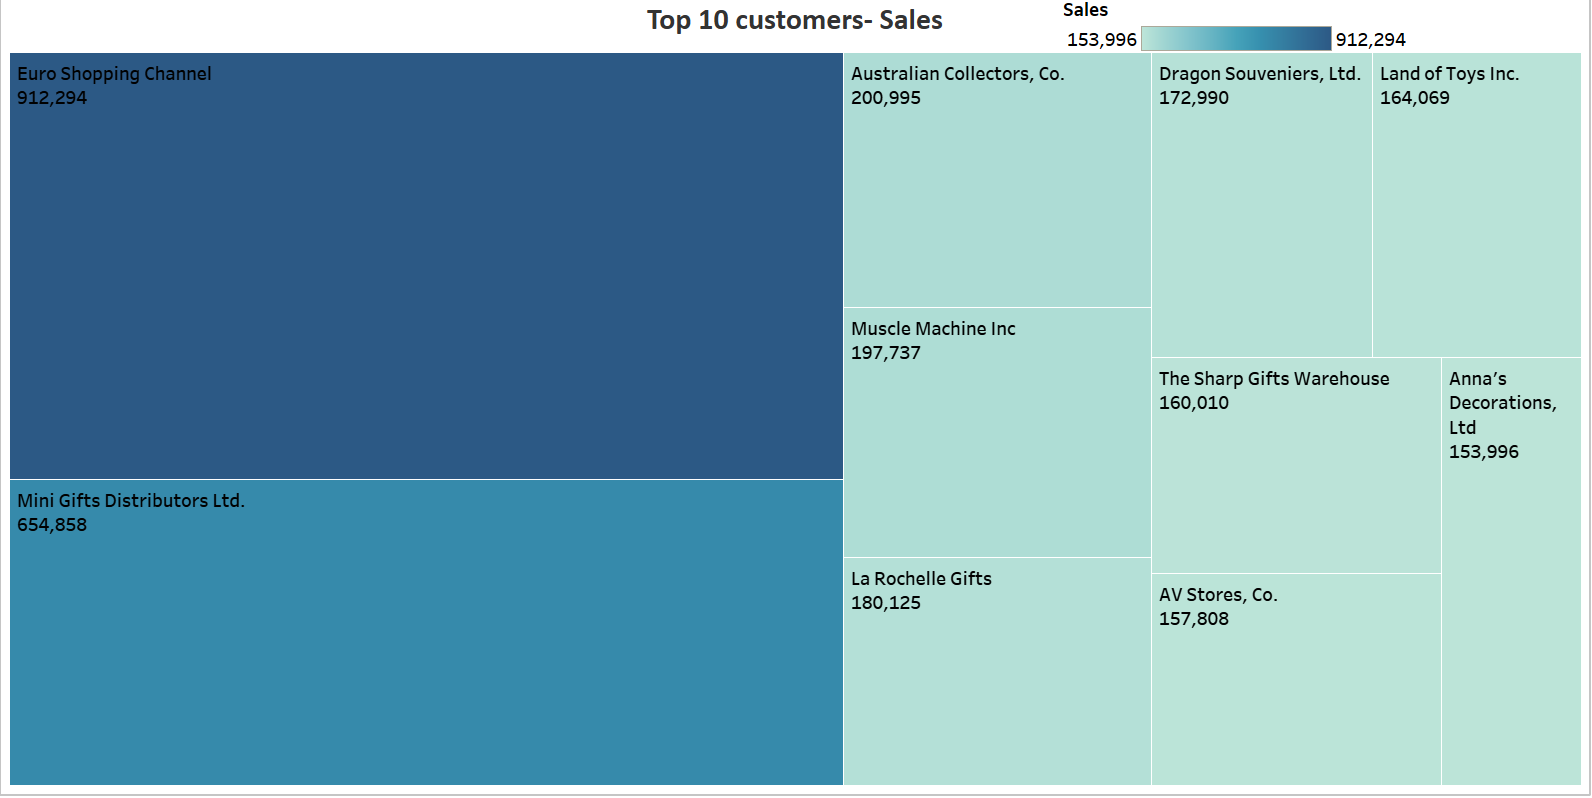 Top 10 customers- Sales
Sales
153,996
912,294
Euro Shopping Channel
912,294
Mini Gifts Distributors Ltd.
654,858
Australian Collectors, Co.
200,995
Muscle Machine Inc
197,737
La Rochelle Gifts
180,125
Dragon Souveniers, Ltd.
172,990
Land of Toys Inc.
164,069
The Sharp Gifts Warehouse
160,010
AV Stores, Co.
157,808
Anna’s
Decorations,
Ltd
153,996